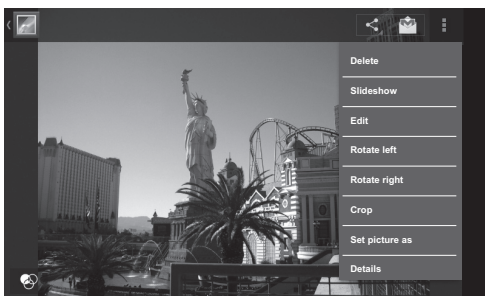 Delete
Slideshow
Edit
Rotate left
Rotate right
Crop
Set picture as
Details